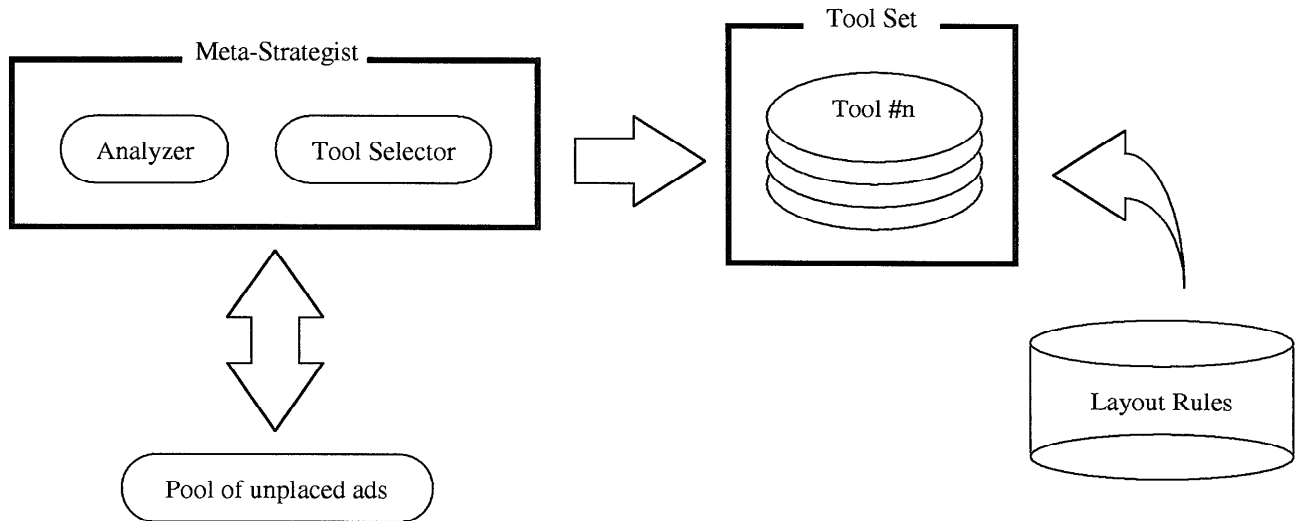 Meta-Strategist
Analyzer
Tool Selector
Tool Set
Tool #n
Layout Rules
Pool of unplaced ads